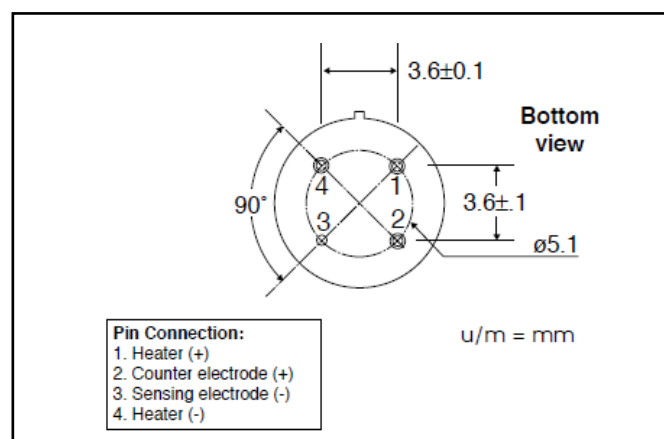 3.6±0.1
Bottom
view
4
1
90°
3.6±.1
3
2
ø5.1
Pin Connection:
1. Heater (+)
2. Counter electrode (+)
3. Sensing electrode (-)
4. Heater (-)
u/m = mm